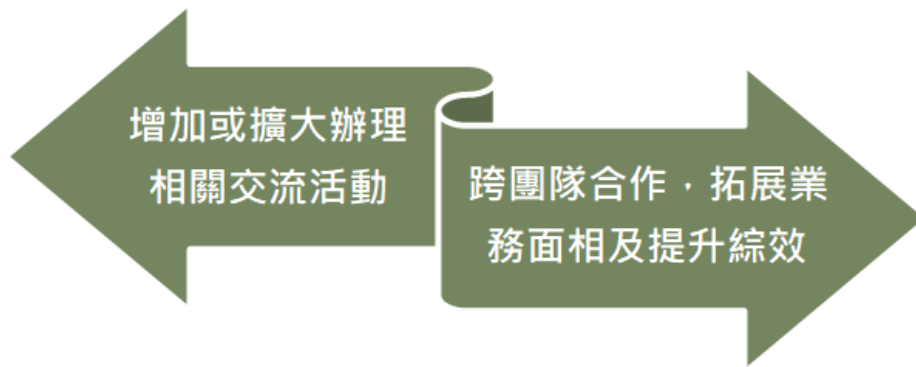 增加或擴大辦理
相關交流活動
跨團隊合作，拓展業
務面相及提升綜效